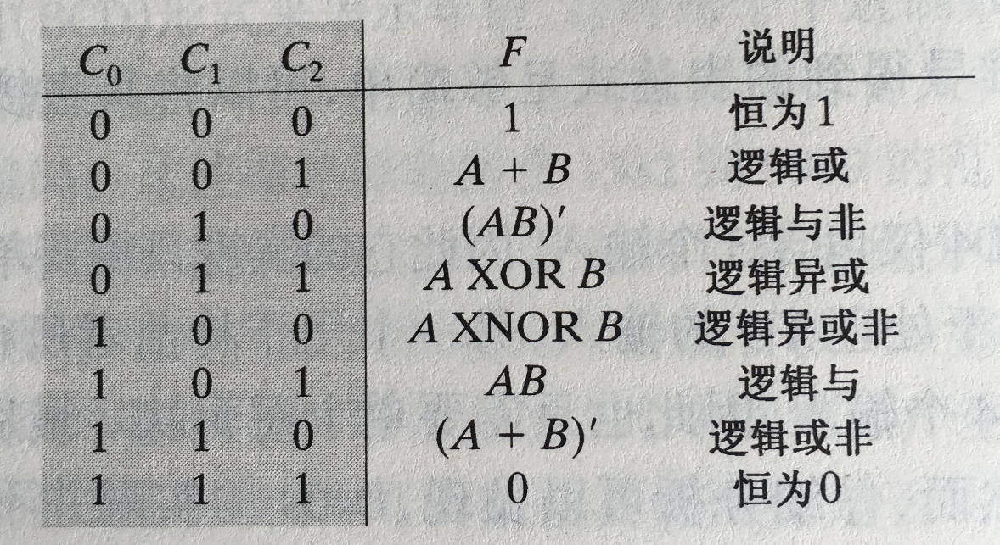 C₀ C₁ C₂ F 说明
0 0 0 1 恒为1
0 0 1 A + B 逻辑或
0 1 0 (AB)′ 逻辑与非
0 1 1 A XOR B 逻辑异或
1 0 0 A XNOR B 逻辑异或非
1 0 1 AB 逻辑与
1 1 0 (A + B)′ 逻辑或非
1 1 1 0 恒为0